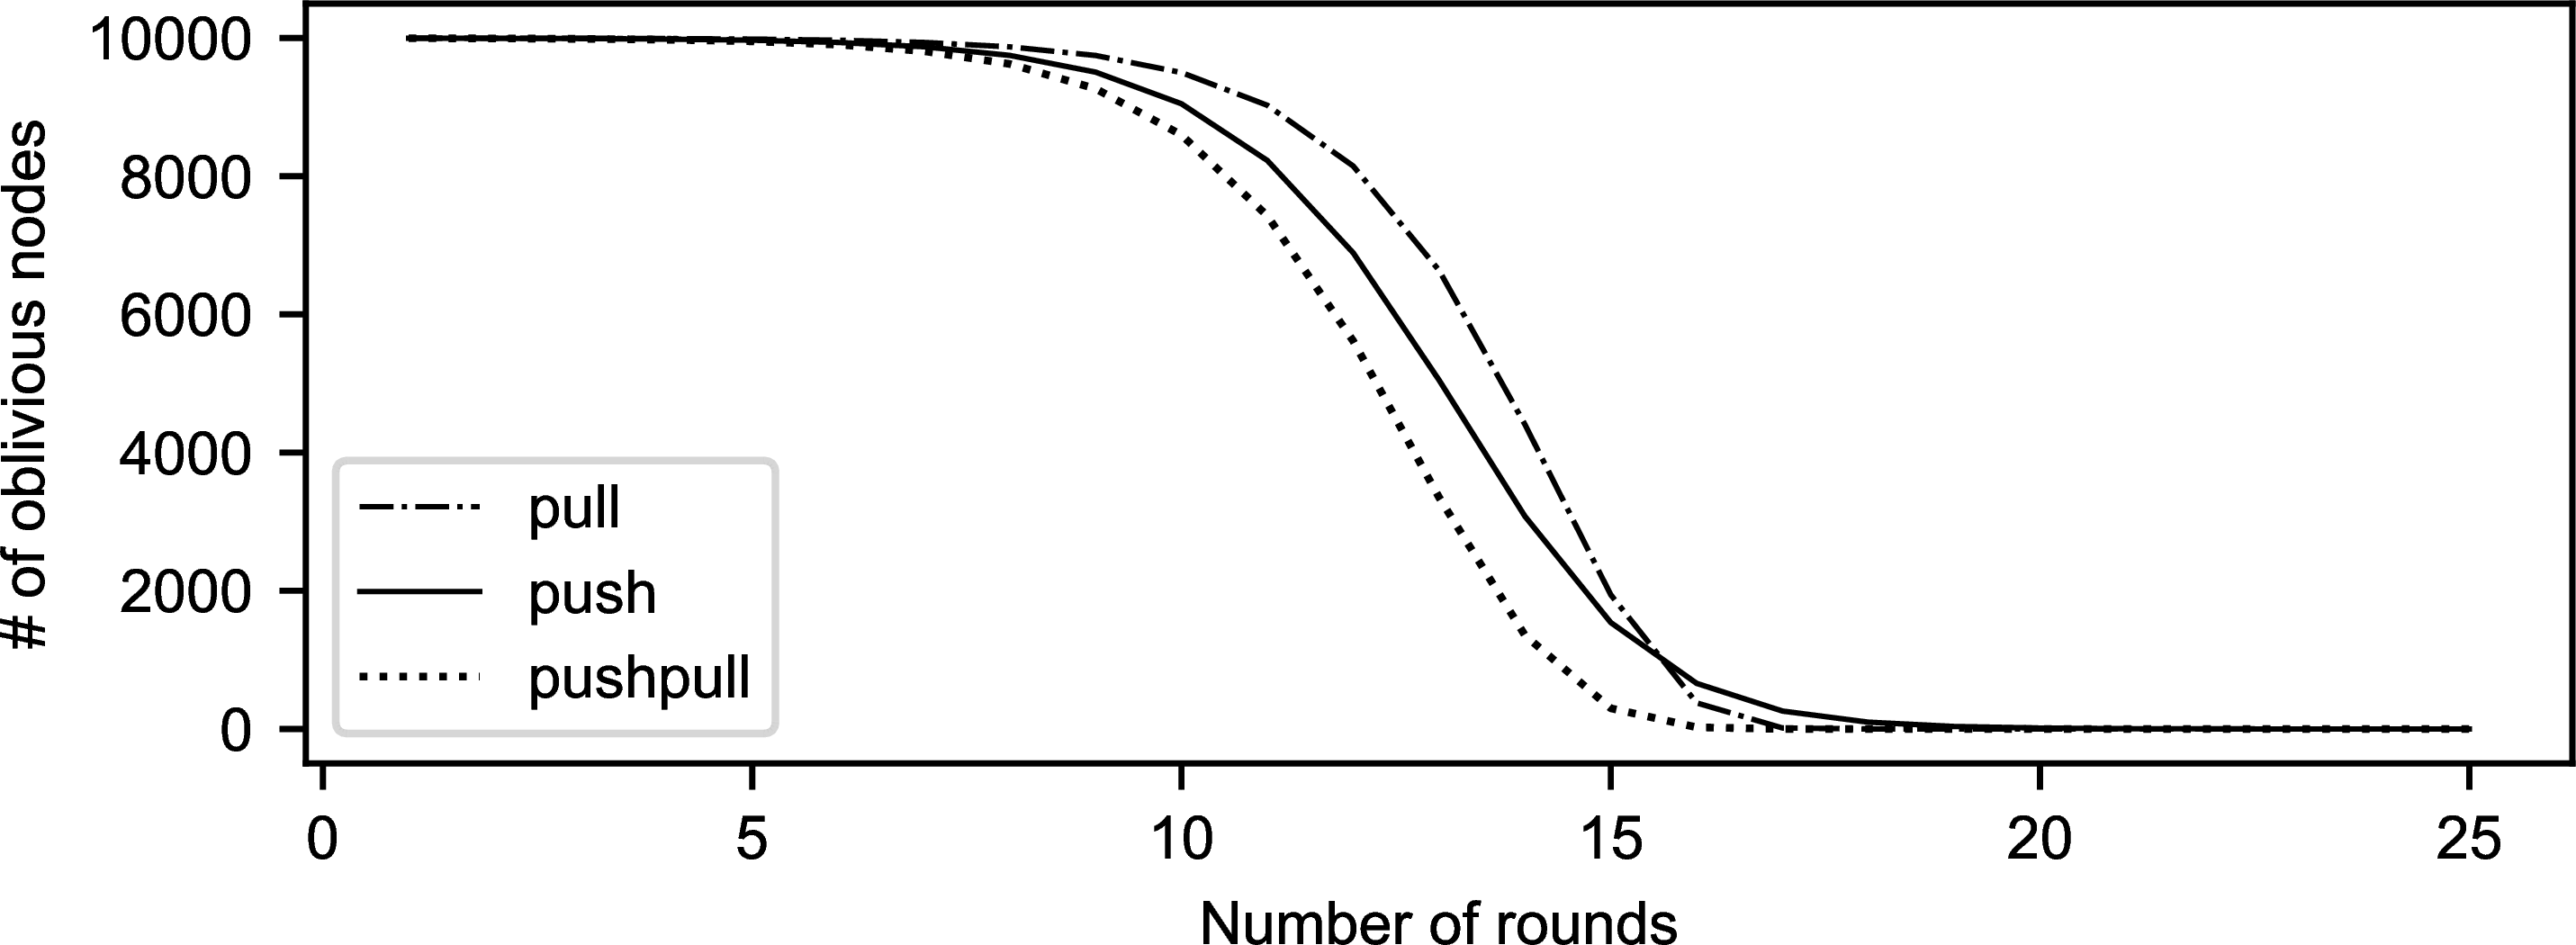 # of oblivious nodes
10000
8000
6000
4000
2000
0
pull
push
pushpull
0 5 10 15 20 25
Number of rounds